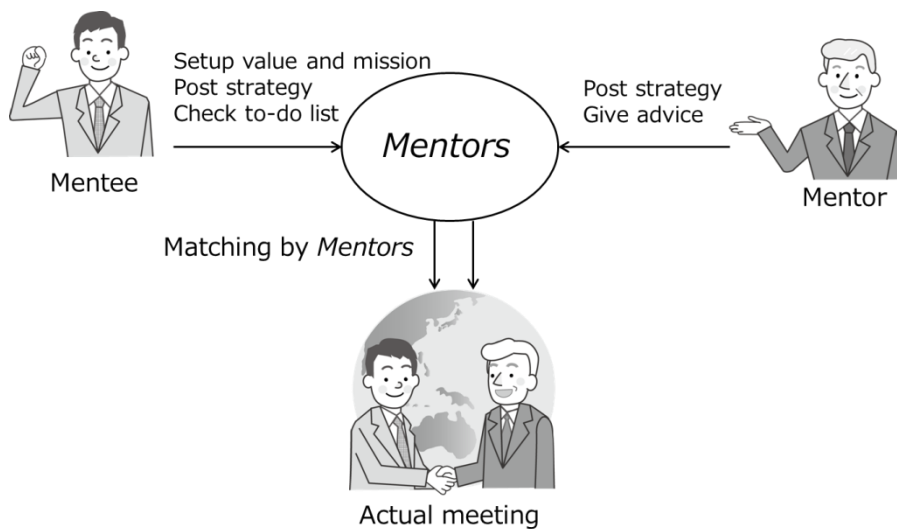 Setup value and mission
Post strategy
Check to-do list
Mentee
Mentors
Post strategy
Give advice
Mentor
Matching by Mentors
Actual meeting